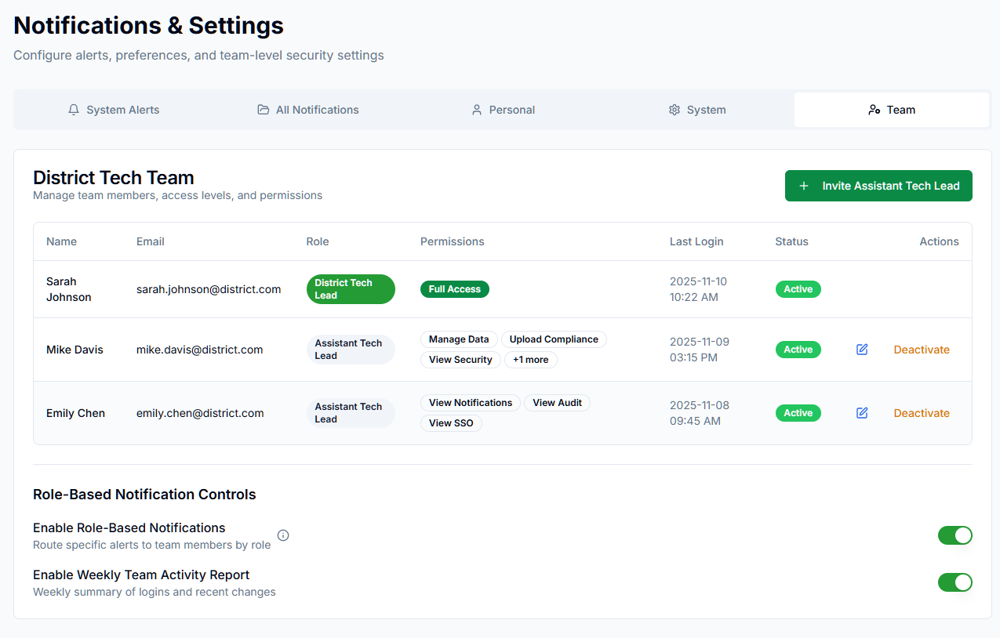 Notifications & Settings
Configure alerts, preferences, and team-level security settings
System Alerts
All Notifications
Personal
System
Team
District Tech Team
Manage team members, access levels, and permissions
+ Invite Assistant Tech Lead
Name Email Role Permissions Last Login Status Actions
Sarah
Johnson
sarah.johnson@district.com
District Tech
Lead
Full Access
2025-11-10
10:22 AM
Active
Mike Davis
mike.davis@district.com
Assistant Tech
Lead
Manage Data Upload Compliance
View Security +1 more
2025-11-09
03:15 PM
Active
Deactivate
Emily Chen
emily.chen@district.com
Assistant Tech
Lead
View Notifications View Audit
View SSO
2025-11-08
09:45 AM
Active
Deactivate
Role-Based Notification Controls
Enable Role-Based Notifications
Route specific alerts to team members by role
Enable Weekly Team Activity Report
Weekly summary of logins and recent changes